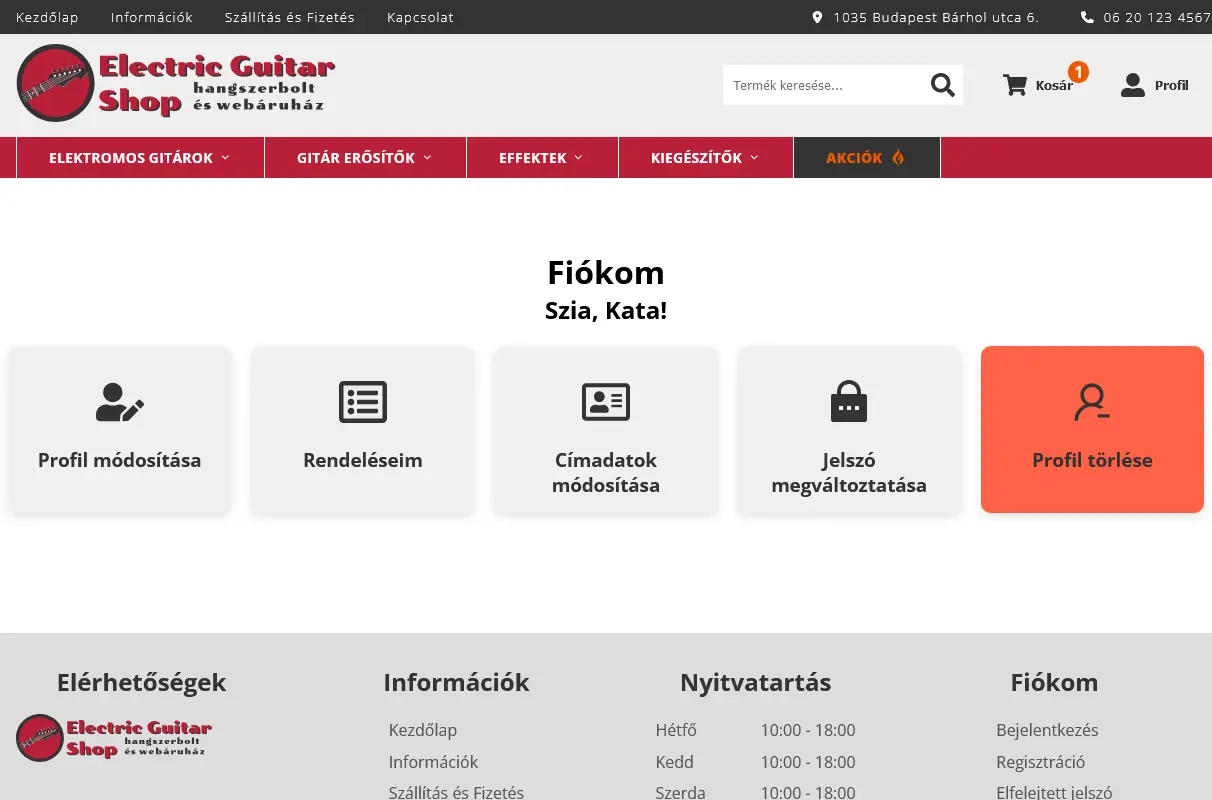 Kezdőlap Információk Szállítás és Fizetés Kapcsolat 1035 Budapest Bárhol utca 6. 06 20 123 4567
Electric Guitar
Shop hangszerbolt
és webáruház
Termék keresése...
Kosár 1
Profil
ELEKTROMOS GITÁROK GITÁR ERŐSÍTŐK EFFEKTEK KIEGÉSZÍTŐK AKCIÓK
Fiókom
Szia, Kata!
Profil módosítása
Rendeléseim
Címadatok
módosítása
Jelszó
megváltoztatása
Profil törlése
Elérhetőségek
Electric Guitar
Shop hangszerbolt
és webáruház
Információk
Kezdőlap
Információk
Szállítás és Fizetés
Nyitvatartás
Hétfő 10:00 - 18:00
Kedd 10:00 - 18:00
Szerda 10:00 - 18:00
Fiókom
Bejelentkezés
Regisztráció
Elfelejtett jelszó